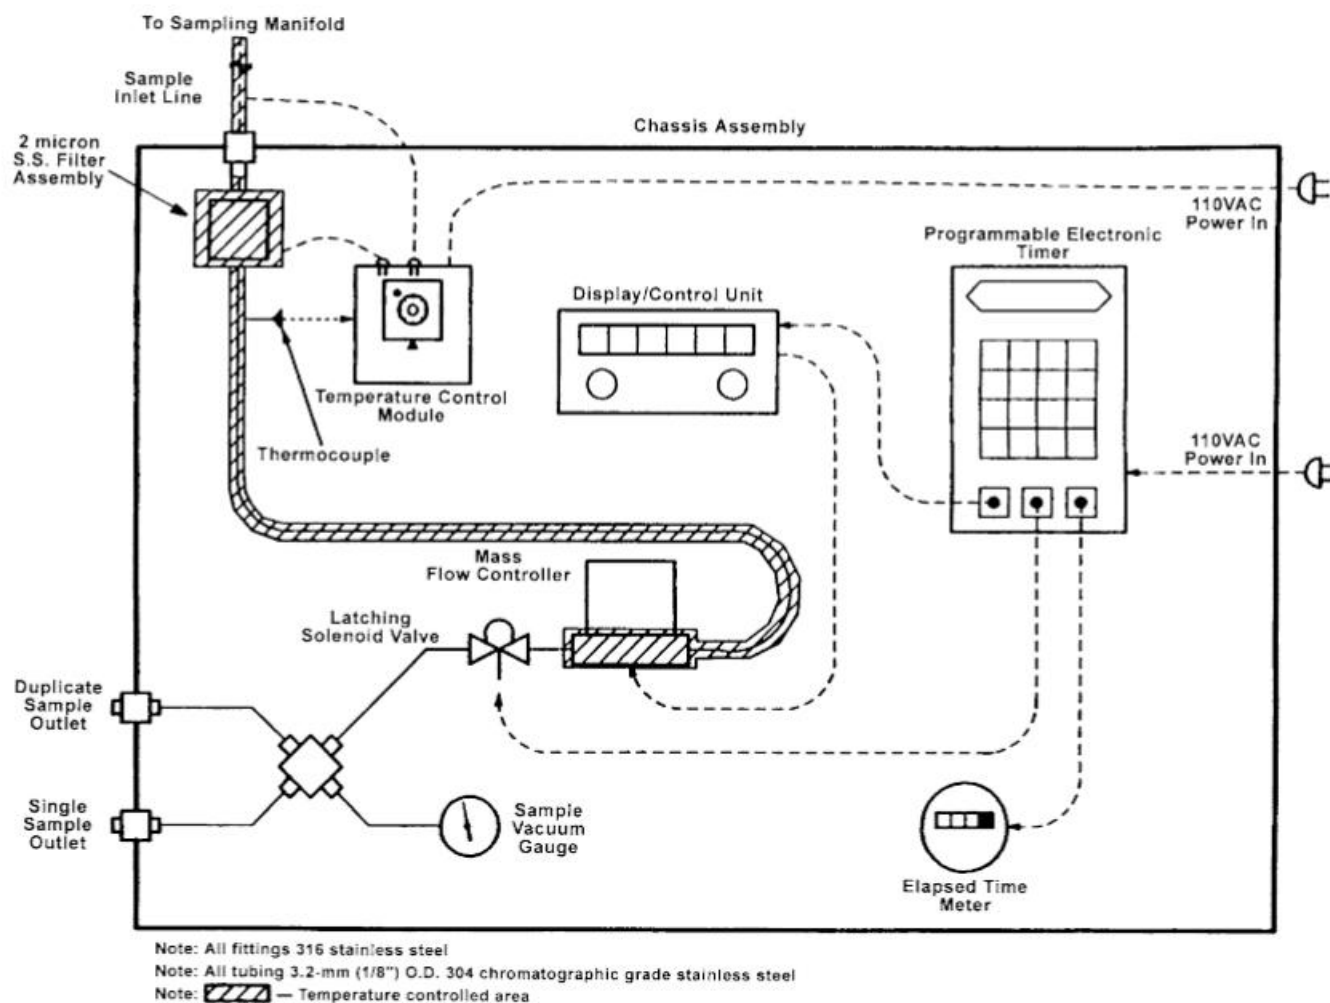 To Sampling Manifold
Sample
Inlet Line
2 micron
S.S. Filter
Assembly
Chassis Assembly
110VAC
Power In
Programmable Electronic
Timer
Display/Control Unit
Temperature Control
Module
Thermocouple
110VAC
Power In
Mass
Flow Controller
Latching
Solenoid Valve
Duplicate
Sample
Outlet
Single
Sample
Outlet
Sample
Vacuum
Gauge
Elapsed Time
Meter
Note: All fittings 316 stainless steel
Note: All tubing 3.2-mm (1/8") O.D. 304 chromatographic grade stainless steel
Note: — Temperature controlled area